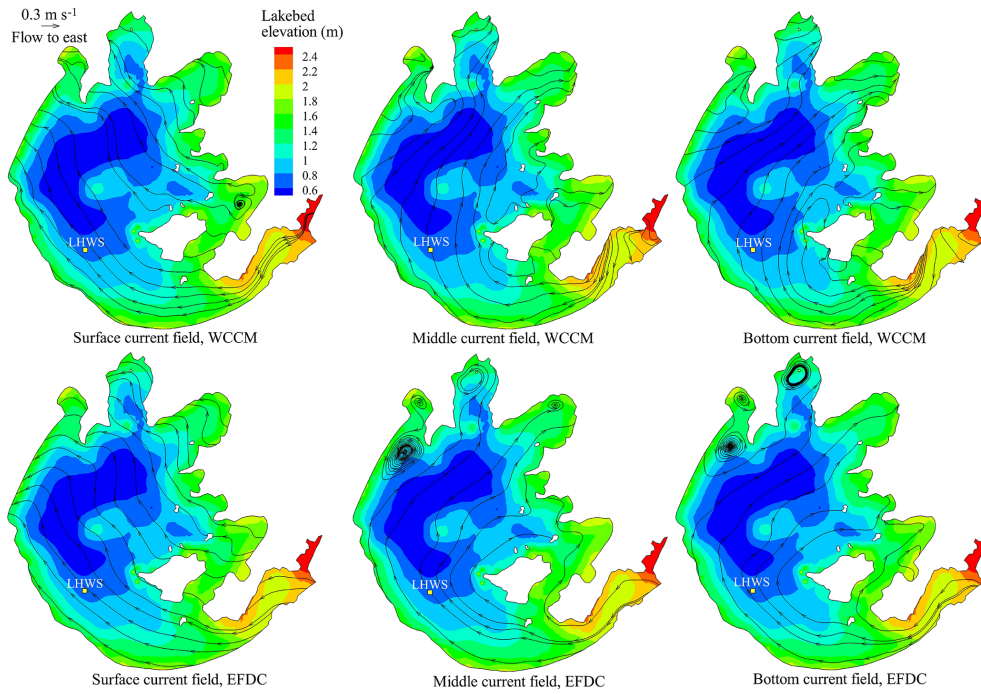 0.3 m s-1
Flow to east
Lakebed
elevation (m)
2.4
2.2
2
1.8
1.6
1.4
1.2
1
0.8
0.6
LHWS
LHWS
LHWS
Surface current field, WCCM
Middle current field, WCCM
Bottom current field, WCCM
LHWS
LHWS
LHWS
Surface current field, EFDC
Middle current field, EFDC
Bottom current field, EFDC